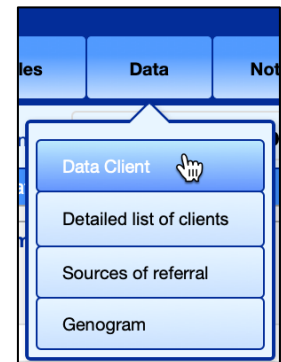 les Data Not
Data Client
Detailed list of clients
Sources of referral
Genogram